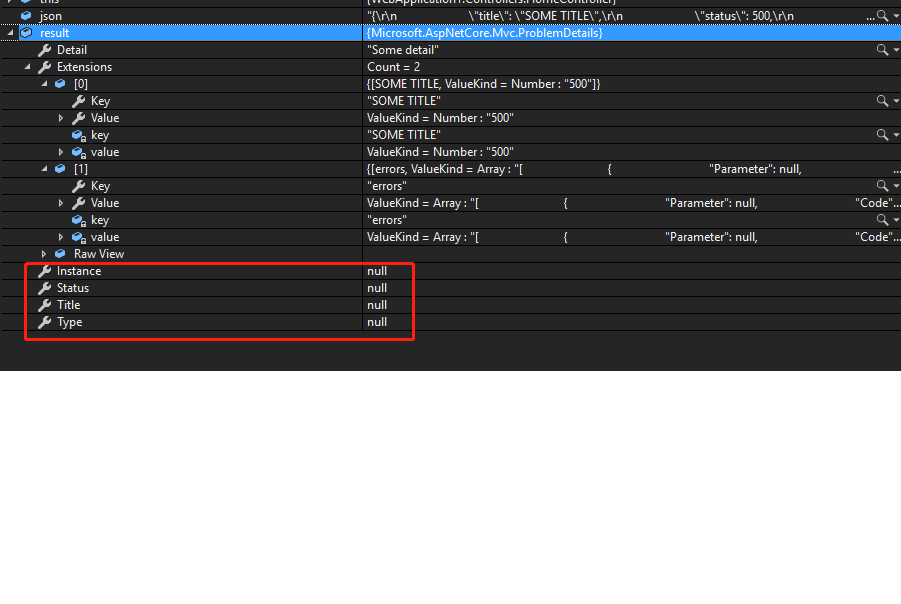 this {WebApplication1.Controllers.HomeController}
json "{\r\n \"title\": \"SOME TITLE\",\r\n \"status\": 500,\r\n ...
result {Microsoft.AspNetCore.Mvc.ProblemDetails}
Detail "Some detail"
Extensions Count = 2
[0] {[SOME TITLE, ValueKind = Number : "500"]}
Key "SOME TITLE"
Value ValueKind = Number : "500"
key "SOME TITLE"
value ValueKind = Number : "500"
[1] {[errors, ValueKind = Array : "[ { "Parameter": null, ...
Key "errors"
Value ValueKind = Array : "[ { "Parameter": null, "Code"...
key "errors"
value ValueKind = Array : "[ { "Parameter": null, "Code"...
Raw View
Instance null
Status null
Title null
Type null